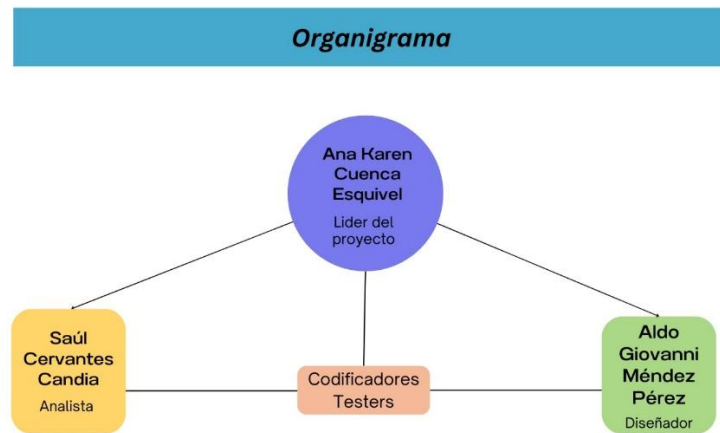 Organigrama
Ana Karen
Cuenca
Esquivel
Lider del
proyecto
Saúl
Cervantes
Candia
Analista
Codificadores
Testers
Aldo
Giovanni
Méndez
Pérez
Diseñador